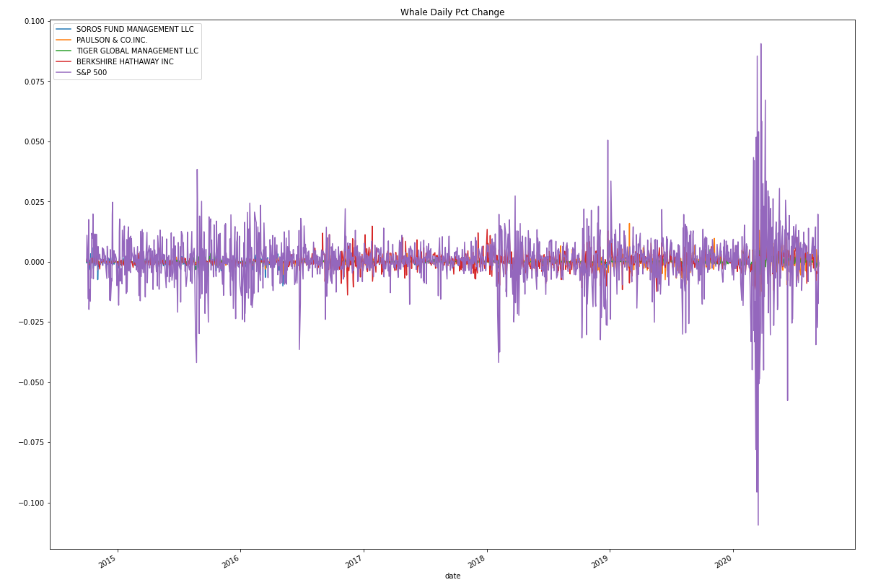 Whale Daily Pct Change
SOROS FUND MANAGEMENT LLC
PAULSON & CO.INC.
TIGER GLOBAL MANAGEMENT LLC
BERKSHIRE HATHAWAY INC
S&P 500
0.100
0.075
0.050
0.025
0.000
−0.025
−0.050
−0.075
−0.100
2015 2016 2017 2018 2019 2020
date